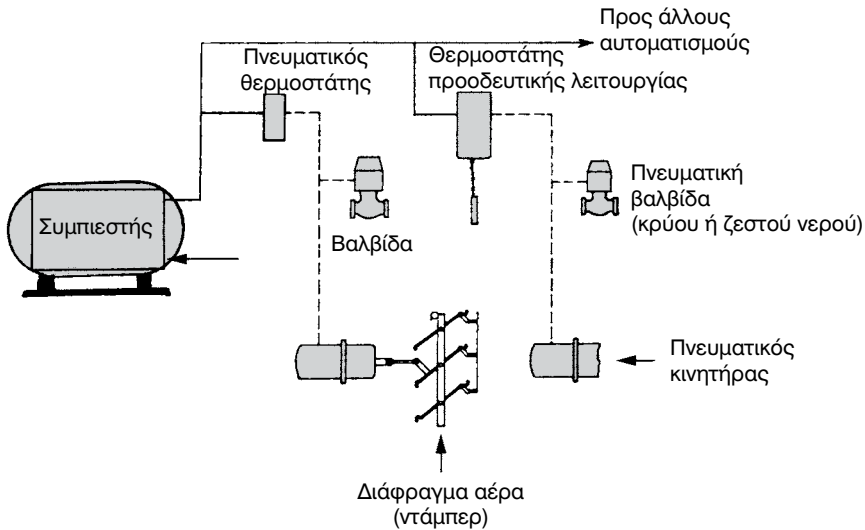 Προς άλλους
αυτοματισμούς
Πνευματικός
θερμοστάτης
Θερμοστάτης
προοδευτικής λειτουργίας
Συμπιεστής
Βαλβίδα
Πνευματική
βαλβίδα
(κρύου ή ζεστού νερού)
Πνευματικός
κινητήρας
Διάφραγμα αέρα
(ντάμπερ)